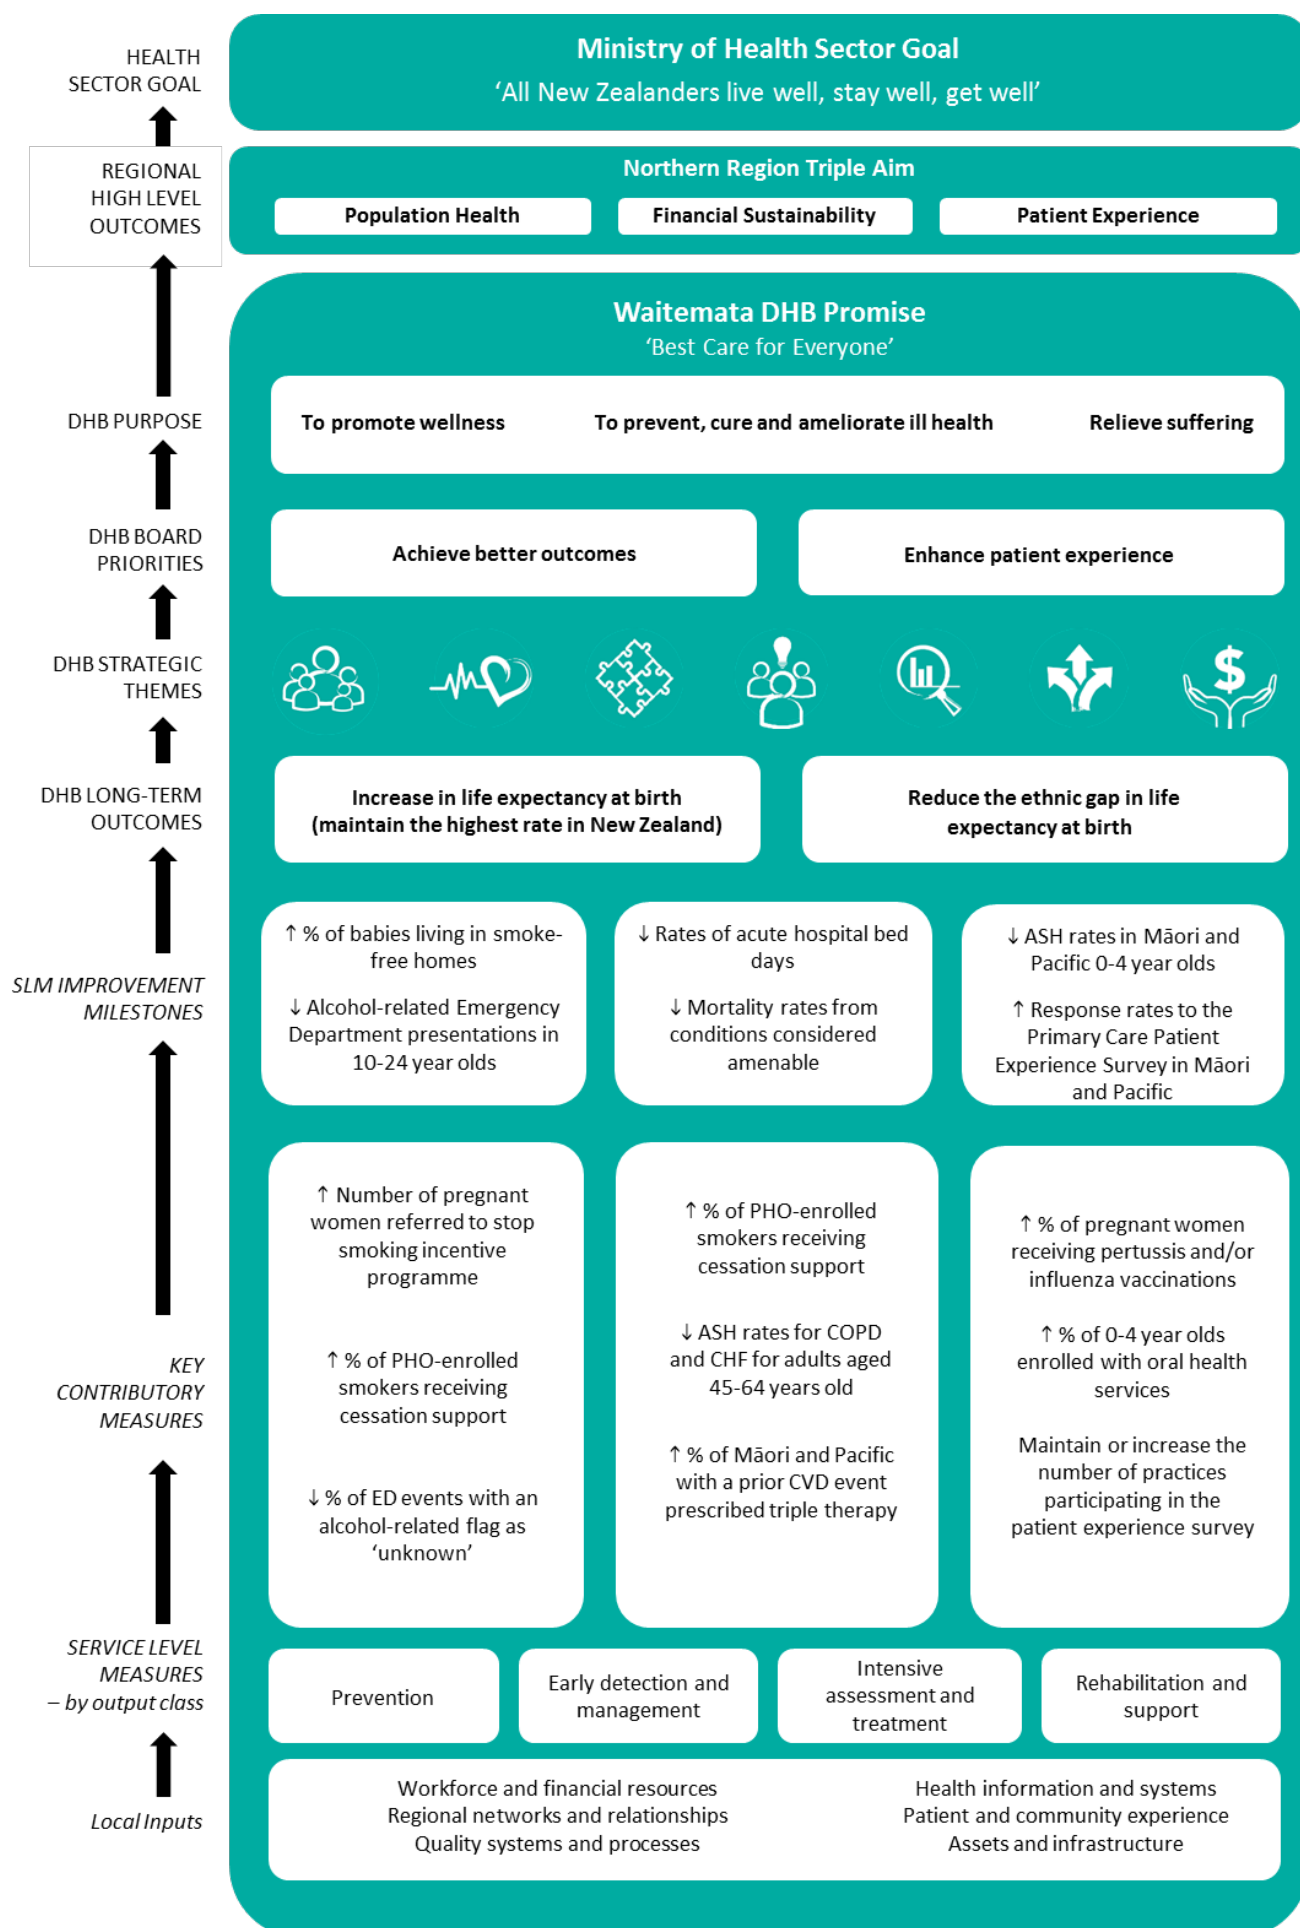 HEALTH
SECTOR GOAL
Ministry of Health Sector Goal
‘All New Zealanders live well, stay well, get well’
REGIONAL
HIGH LEVEL
OUTCOMES
Northern Region Triple Aim
Population Health
Financial Sustainability
Patient Experience
Waitemata DHB Promise
‘Best Care for Everyone’
DHB PURPOSE
To promote wellness
To prevent, cure and ameliorate ill health
Relieve suffering
DHB BOARD
PRIORITIES
Achieve better outcomes
Enhance patient experience
DHB STRATEGIC
THEMES
$
DHB LONG-TERM
OUTCOMES
Increase in life expectancy at birth
(maintain the highest rate in New Zealand)
Reduce the ethnic gap in life
expectancy at birth
SLM IMPROVEMENT
MILESTONES
↑ % of babies living in smoke-
free homes
↓ Alcohol-related Emergency
Department presentations in
10-24 year olds
↓ Rates of acute hospital bed
days
↓ Mortality rates from
conditions considered
amenable
↓ ASH rates in Māori and
Pacific 0-4 year olds
↑ Response rates to the
Primary Care Patient
Experience Survey in Māori
and Pacific
KEY
CONTRIBUTORY
MEASURES
↑ Number of pregnant
women referred to stop
smoking incentive
programme
↑ % of PHO-enrolled
smokers receiving
cessation support
↓ % of ED events with an
alcohol-related flag as
‘unknown’
↑ % of PHO-enrolled
smokers receiving
cessation support
↓ ASH rates for COPD
and CHF for adults aged
45-64 years old
↑ % of Māori and Pacific
with a prior CVD event
prescribed triple therapy
↑ % of pregnant women
receiving pertussis and/or
influenza vaccinations
↑ % of 0-4 year olds
enrolled with oral health
services
Maintain or increase the
number of practices
participating in the
patient experience survey
SERVICE LEVEL
MEASURES
– by output class
Prevention
Early detection and
management
Intensive
assessment and
treatment
Rehabilitation and
support
Local Inputs
Workforce and financial resources
Regional networks and relationships
Quality systems and processes
Health information and systems
Patient and community experience
Assets and infrastructure